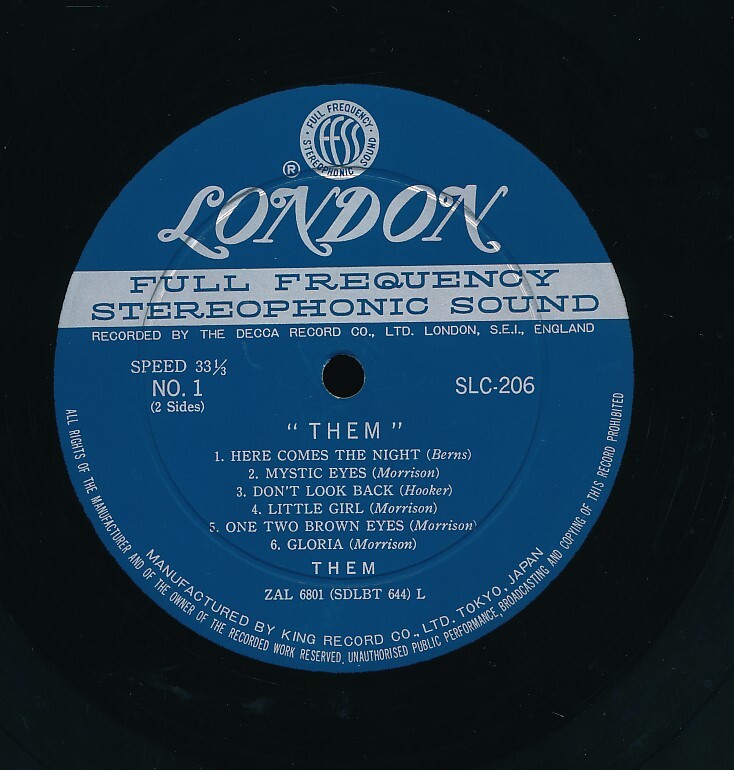 · FULL FREQUENCY ·
FFSS
STEREOPHONIC SOUND
®
LONDON
FULL FREQUENCY
STEREOPHONIC SOUND
RECORDED BY THE DECCA RECORD CO., LTD. LONDON, S.E.I., ENGLAND
SPEED 33⅓
NO. 1
(2 Sides)
SLC-206
“ THEM ”
1. HERE COMES THE NIGHT (Berns)
2. MYSTIC EYES (Morrison)
3. DON'T LOOK BACK (Hooker)
4. LITTLE GIRL (Morrison)
5. ONE TWO BROWN EYES (Morrison)
6. GLORIA (Morrison)
THEM
ZAL 6801 (SDLBT 644) L
MANUFACTURED BY KING RECORD CO., LTD. TOKYO, JAPAN
ALL RIGHTS OF THE MANUFACTURER AND OF THE OWNER OF THE RECORDED WORK RESERVED. UNAUTHORISED PUBLIC PERFORMANCE, BROADCASTING AND COPYING OF THIS RECORD PROHIBITED